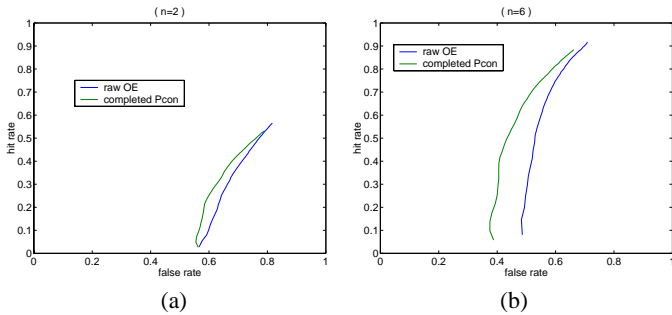 ( n=2 )
1
0.9
0.8
0.7
0.6
0.5
0.4
0.3
0.2
0.1
0
hit rate
raw OE
completed Pcon
0 0.2 0.4 0.6 0.8 1
false rate
(a)
( n=6 )
1
0.9
0.8
0.7
0.6
0.5
0.4
0.3
0.2
0.1
0
hit rate
raw OE
completed Pcon
0 0.2 0.4 0.6 0.8 1
false rate
(b)